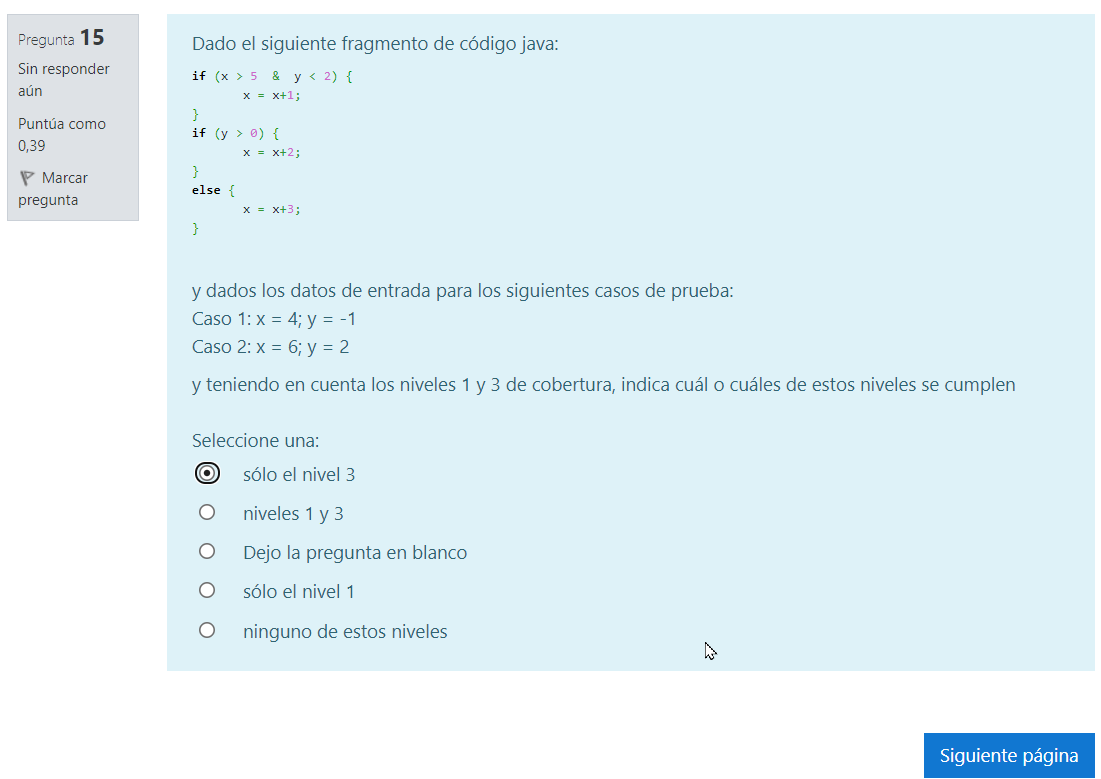 Pregunta 15
Sin responder
aún
Puntúa como
0,39
Marcar
pregunta
Dado el siguiente fragmento de código java:
if (x > 5  &  y < 2) {
x = x+1;
}
if (y > 0) {
x = x+2;
}
else {
x = x+3;
}
y dados los datos de entrada para los siguientes casos de prueba:
Caso 1: x = 4; y = -1
Caso 2: x = 6; y = 2
y teniendo en cuenta los niveles 1 y 3 de cobertura, indica cuál o cuáles de estos niveles se cumplen
Seleccione una:
sólo el nivel 3
niveles 1 y 3
Dejo la pregunta en blanco
sólo el nivel 1
ninguno de estos niveles
Siguiente página